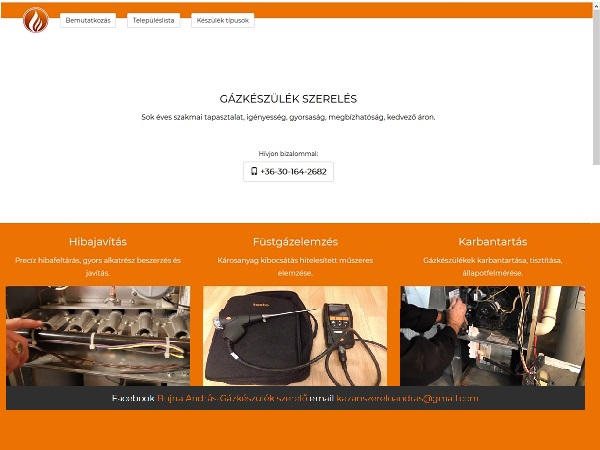 Bemutatkozás
Településlista
Készülék típusok
GÁZKÉSZÜLÉK SZERELÉS
Sok éves szakmai tapasztalat, igényesség, gyorsaság, megbízhatóság, kedvező áron.
Hívjon bizalommal:
+36-30-164-2682
Hibajavítás
Precíz hibafeltárás, gyors alkatrész beszerzés és
javítás.
Füstgázelemzés
Károsanyag kibocsátás hitelesített műszeres
elemzése.
Karbantartás
Gázkészülékek karbantartása, tisztítása,
állapotfelmérése.
testo
Facebook Bujna András Gázkészülék szerelő email kazanszereloandras@gmail.com